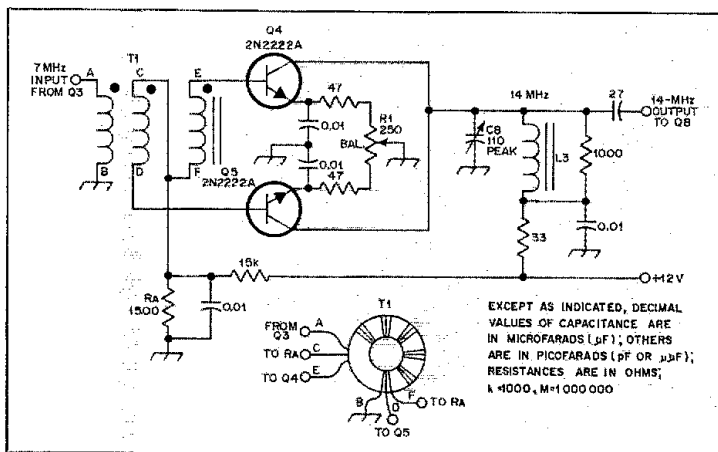 Q4
2N2222A
7MHz
INPUT
FROM Q3
T1
A
C
E
B
D
F
Q5
2N2222A
47
0.01
0.01
47
R1
250
BAL
14 MHz
C8
110
PEAK
L3
1000
27
14-MHz
OUTPUT
TO Q8
33
0.01
+12V
15k
RA
1500
0.01
T1
FROM
Q3
A
TO RA
C
TO Q4
E
B
D
F
TO RA
TO Q5
EXCEPT AS INDICATED, DECIMAL
VALUES OF CAPACITANCE ARE
IN MICROFARADS (µF); OTHERS
ARE IN PICOFARADS (pF OR µµF);
RESISTANCES ARE IN OHMS;
k=1000, M=1000000